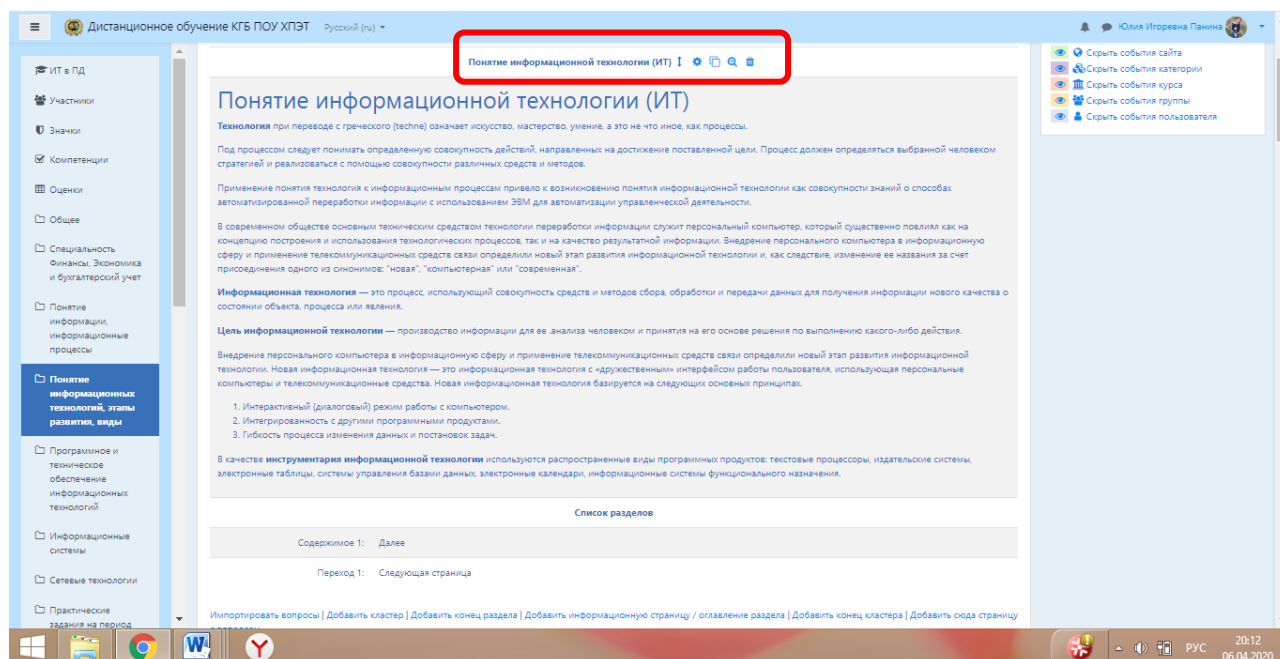 Дистанционное обучение КГБ ПОУ ХПЭТ Русский (ru)
Юлия Игоревна Панина
ИТ в ПД
Участники
Значки
Компетенции
Оценки
Общее
Специальность
Финансы, Экономика
и бухгалтерский учет
Понятие
информации,
информационные
процессы
Понятие
информационных
технологий, этапы
развития, виды
Программное и
техническое
обеспечение
информационных
технологий
Информационные
системы
Сетевые технологии
Практические
задания на период
Понятие информационной технологии (ИТ)
Понятие информационной технологии (ИТ)
Технология при переводе с греческого (techne) означает искусство, мастерство, умение, а это не что иное, как процессы.
Под процессом следует понимать определенную совокупность действий, направленных на достижение поставленной цели. Процесс должен определяться выбранной человеком
стратегией и реализоваться с помощью совокупности различных средств и методов.
Применение понятия технология к информационным процессам привело к возникновению понятия информационной технологии как совокупности знаний о способах
автоматизированной переработки информации с использованием ЭВМ для автоматизации управленческой деятельности.
В современном обществе основным техническим средством технологии переработки информации служит персональный компьютер, который существенно повлиял как на
концепцию построения и использования технологических процессов, так и на качество результатной информации. Внедрение персонального компьютера в информационную
сферу и применение телекоммуникационных средств связи определили новый этап развития информационной технологии и, как следствие, изменение ее названия за счет
присоединения одного из синонимов: "новая", "компьютерная" или "современная".
Информационная технология — это процесс, использующий совокупность средств и методов сбора, обработки и передачи данных для получения информации нового качества о
состоянии объекта, процесса или явления.
Цель информационной технологии — производство информации для ее .анализа человеком и принятия на его основе решения по выполнению какого-либо действия.
Внедрение персонального компьютера в информационную сферу и применение телекоммуникационных средств связи определили новый этап развития информационной
технологии. Новая информационная технология — это информационная технология с «дружественным» интерфейсом работы пользователя, использующая персональные
компьютеры и телекоммуникационные средства. Новая информационная технология базируется на следующих основных принципах.
1. Интерактивный (диалоговый) режим работы с компьютером.
2. Интегрированность с другими программными продуктами.
3. Гибкость процесса изменения данных и постановок задач.
В качестве инструментария информационной технологии используются распространенные виды программных продуктов: текстовые процессоры, издательские системы,
электронные таблицы, системы управления базами данных, электронные календари, информационные системы функционального назначения.
Список разделов
Содержимое 1: Далее
Переход 1: Следующая страница
Импортировать вопросы | Добавить кластер | Добавить конец раздела | Добавить информационную страницу / оглавление раздела | Добавить конец кластера | Добавить сюда страницу
Скрыть события сайта
Скрыть события категории
Скрыть события курса
Скрыть события группы
Скрыть события пользователя
РУС
20:12
06.04.2020